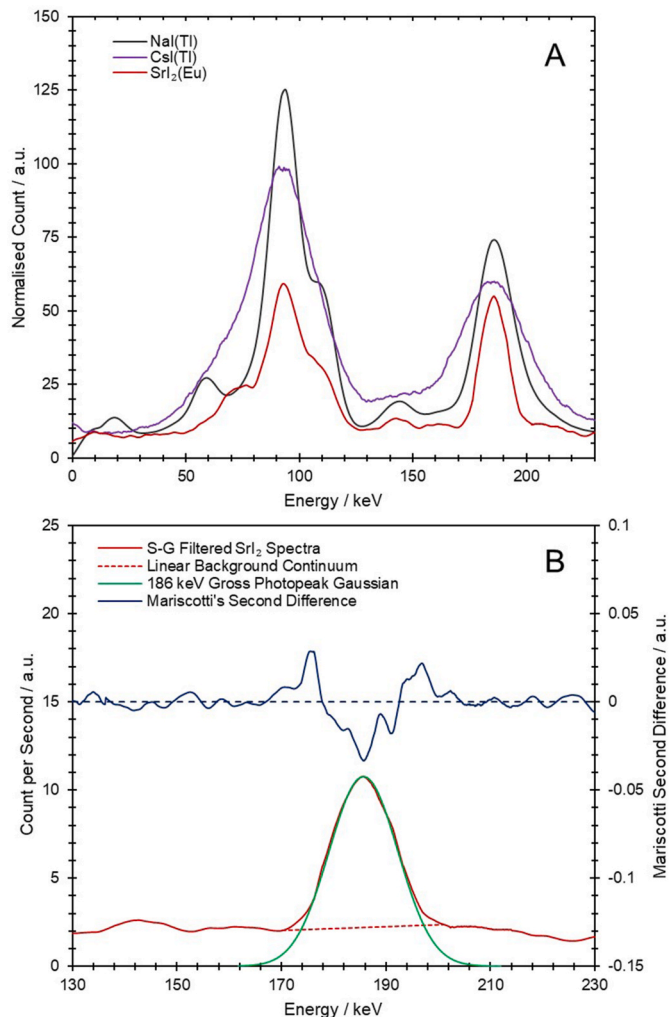 A
NaI(Tl)
CsI(Tl)
SrI₂(Eu)
150
125
100
75
50
25
0
Normalised Count / a.u.
0 50 100 150 200
Energy / keV
B
S-G Filtered SrI₂ Spectra
Linear Background Continuum
186 keV Gross Photopeak Gaussian
Mariscotti's Second Difference
25
20
15
10
5
0
Count per Second / a.u.
0.1
0.05
0
-0.05
-0.1
-0.15
Mariscotti Second Difference
130 150 170 190 210 230
Energy / keV